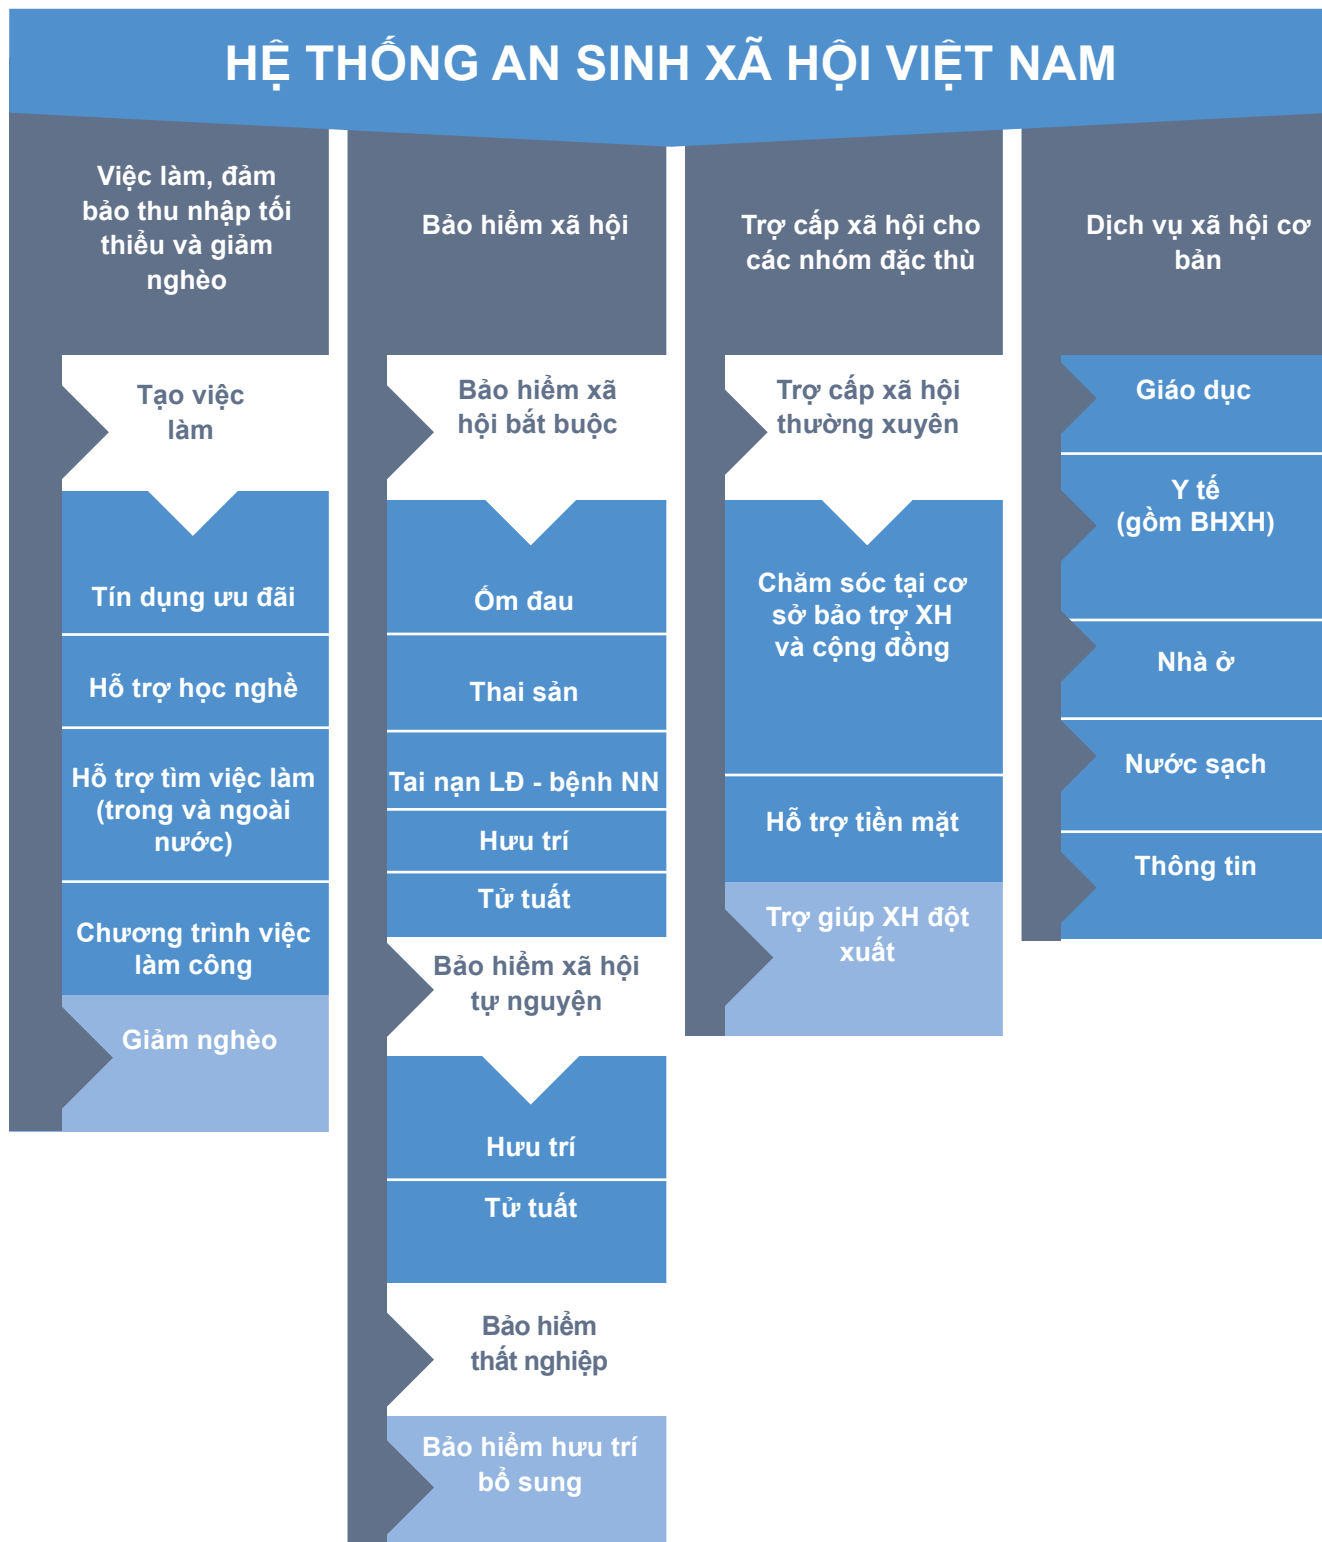 HỆ THỐNG AN SINH XÃ HỘI VIỆT NAM
Việc làm, đảm
bảo thu nhập tối
thiểu và giảm
nghèo
Tạo việc
làm
Tín dụng ưu đãi
Hỗ trợ học nghề
Hỗ trợ tìm việc làm
(trong và ngoài
nước)
Chương trình việc
làm công
Giảm nghèo
Bảo hiểm xã hội
Bảo hiểm xã
hội bắt buộc
Ốm đau
Thai sản
Tai nạn LĐ - bệnh NN
Hưu trí
Tử tuất
Bảo hiểm xã hội
tự nguyện
Hưu trí
Tử tuất
Bảo hiểm
thất nghiệp
Bảo hiểm hưu trí
bổ sung
Trợ cấp xã hội cho
các nhóm đặc thù
Trợ cấp xã hội
thường xuyên
Chăm sóc tại cơ
sở bảo trợ XH
và cộng đồng
Hỗ trợ tiền mặt
Trợ giúp XH đột
xuất
Dịch vụ xã hội cơ
bản
Giáo dục
Y tế
(gồm BHXH)
Nhà ở
Nước sạch
Thông tin